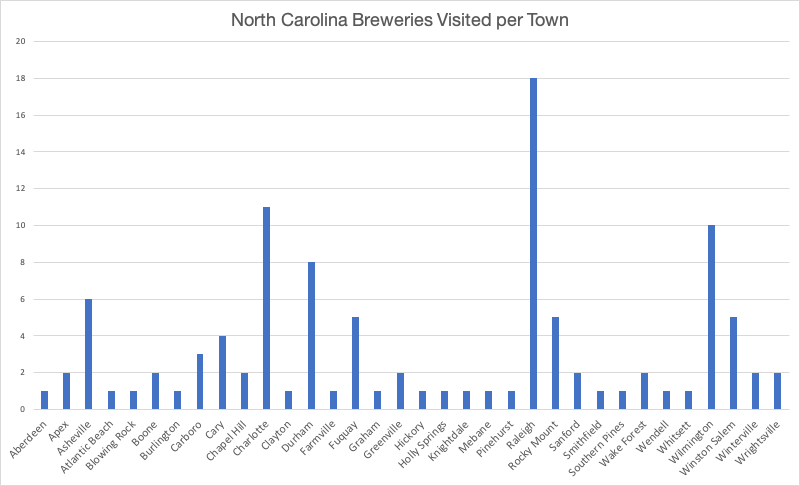 North Carolina Breweries Visited per Town
20
18
16
14
12
10
8
6
4
2
0
Aberdeen
Apex
Asheville
Atlantic Beach
Blowing Rock
Boone
Burlington
Carboro
Cary
Chapel Hill
Charlotte
Clayton
Durham
Farmville
Fuquay
Graham
Greenville
Hickory
Holly Springs
Knightdale
Mebane
Pinehurst
Raleigh
Rocky Mount
Sanford
Smithfield
Southern Pines
Wake Forest
Wendell
Whitsett
Wilmington
Winston Salem
Winterville
Wrightsville